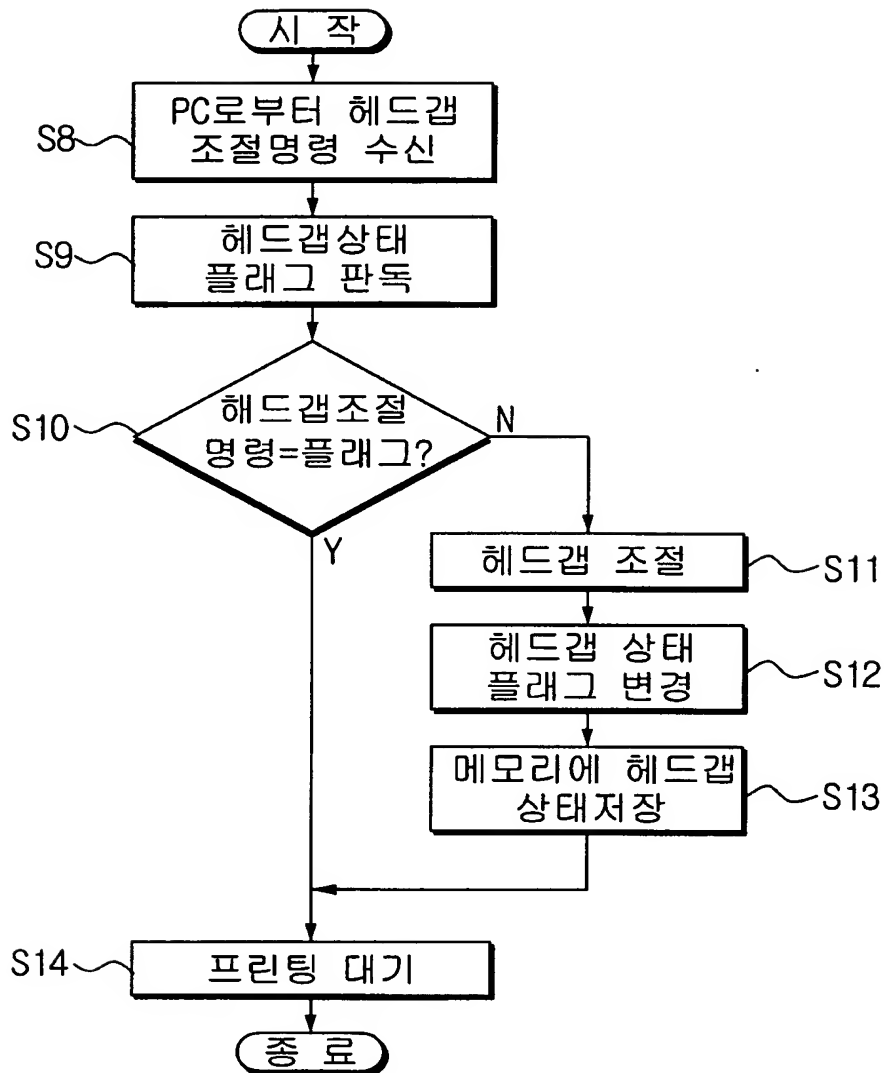 시 작
S8
PC로부터 헤드갭
조절명령 수신
S9
헤드갭상태
플래그 판독
S10
해드갭조절
명령=플래그?
N
Y
헤드갭 조절
S11
헤드갭 상태
플래그 변경
S12
메모리에 헤드갭
상태저장
S13
S14
프린팅 대기
종 료